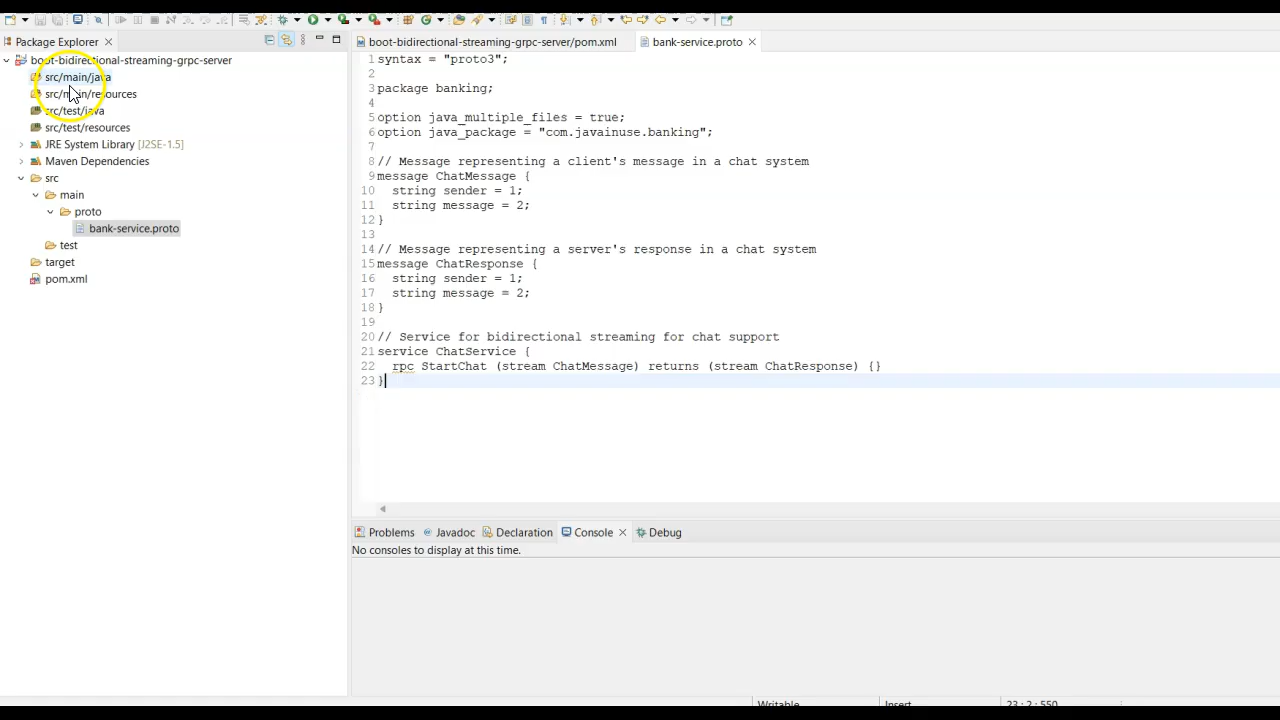 Package Explorer
boot-bidirectional-streaming-grpc-server/pom.xml
bank-service.proto
boot-bidirectional-streaming-grpc-server
src/main/java
src/main/resources
src/test/java
src/test/resources
JRE System Library [J2SE-1.5]
Maven Dependencies
src
main
proto
bank-service.proto
test
target
pom.xml
1 syntax = "proto3";
2
3 package banking;
4
5 option java_multiple_files = true;
6 option java_package = "com.javainuse.banking";
7
8 // Message representing a client's message in a chat system
9 message ChatMessage {
10   string sender = 1;
11   string message = 2;
12 }
13
14 // Message representing a server's response in a chat system
15 message ChatResponse {
16   string sender = 1;
17   string message = 2;
18 }
19
20 // Service for bidirectional streaming for chat support
21 service ChatService {
22   rpc StartChat (stream ChatMessage) returns (stream ChatResponse) {}
23 }
Problems
Javadoc
Declaration
Console
Debug
No consoles to display at this time.
Writable
Insert
23 : 2 : 550